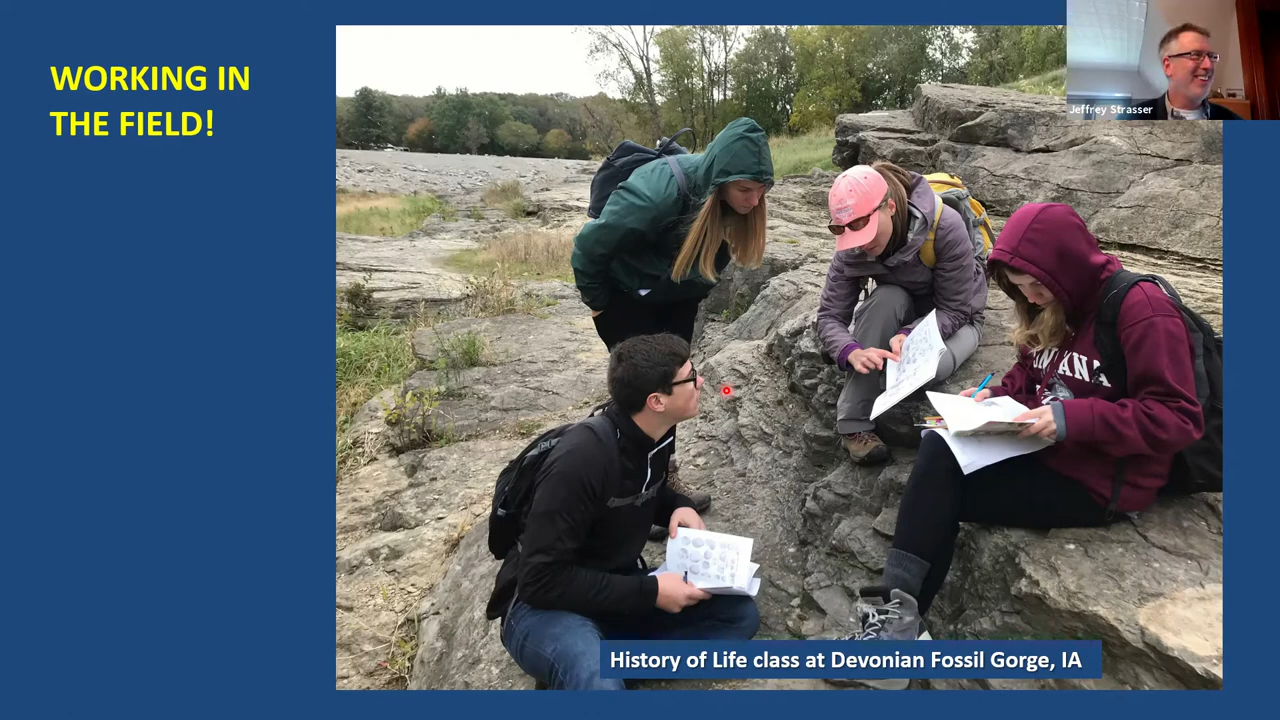 WORKING IN
THE FIELD!
Jeffrey Strasser
History of Life class at Devonian Fossil Gorge, IA